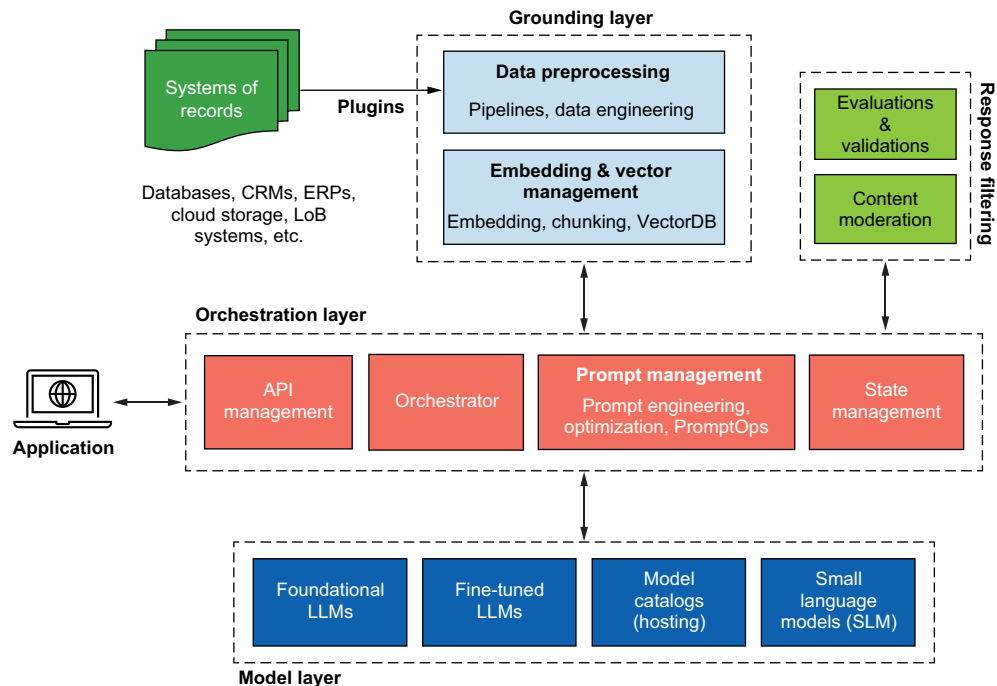 Grounding layer
Systems of
records
Plugins
Data preprocessing
Pipelines, data engineering
Embedding & vector
management
Embedding, chunking, VectorDB
Databases, CRMs, ERPs,
cloud storage, LoB
systems, etc.
Evaluations
&
validations
Content
moderation
Response filtering
Orchestration layer
API
management
Orchestrator
Prompt management
Prompt engineering,
optimization, PromptOps
State
management
Application
Foundational
LLMs
Fine-tuned
LLMs
Model
catalogs
(hosting)
Small
language
models (SLM)
Model layer